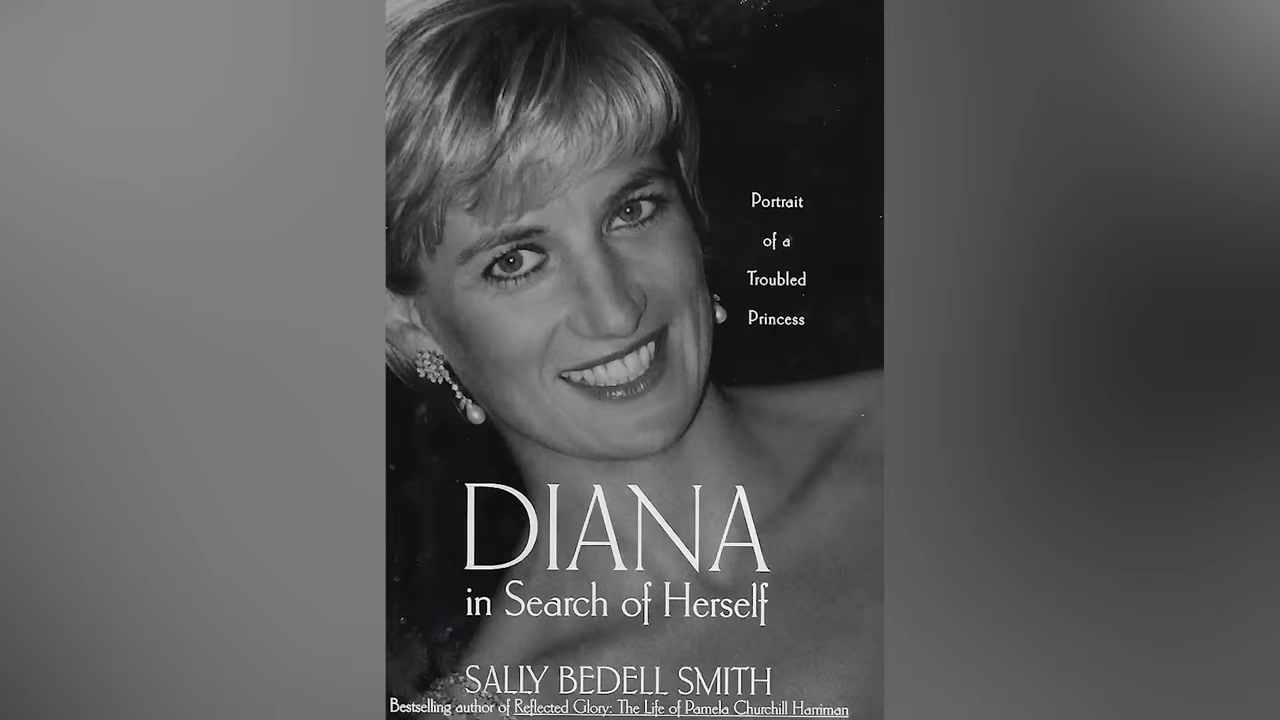 Portrait
of a
Troubled
Princess
DIANA
in Search of Herself
SALLY BEDELL SMITH
Bestselling author of Reflected Glory: The Life of Pamela Churchill Harriman